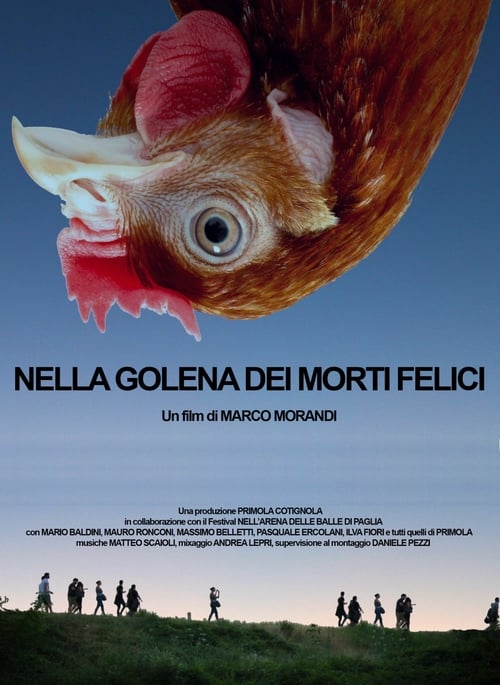 NELLA GOLENA DEI MORTI FELICI
Un film di MARCO MORANDI
Una produzione PRIMOLA COTIGNOLA
in collaborazione con il Festival NELL'ARENA DELLE BALLE DI PAGLIA
con MARIO BALDINI, MAURO RONCONI, MASSIMO BELLETTI, PASQUALE ERCOLANI, ILVA FIORI e tutti quelli di PRIMOLA
musiche MATTEO SCAIOLI, mixaggio ANDREA LEPRI, supervisione al montaggio DANIELE PEZZI